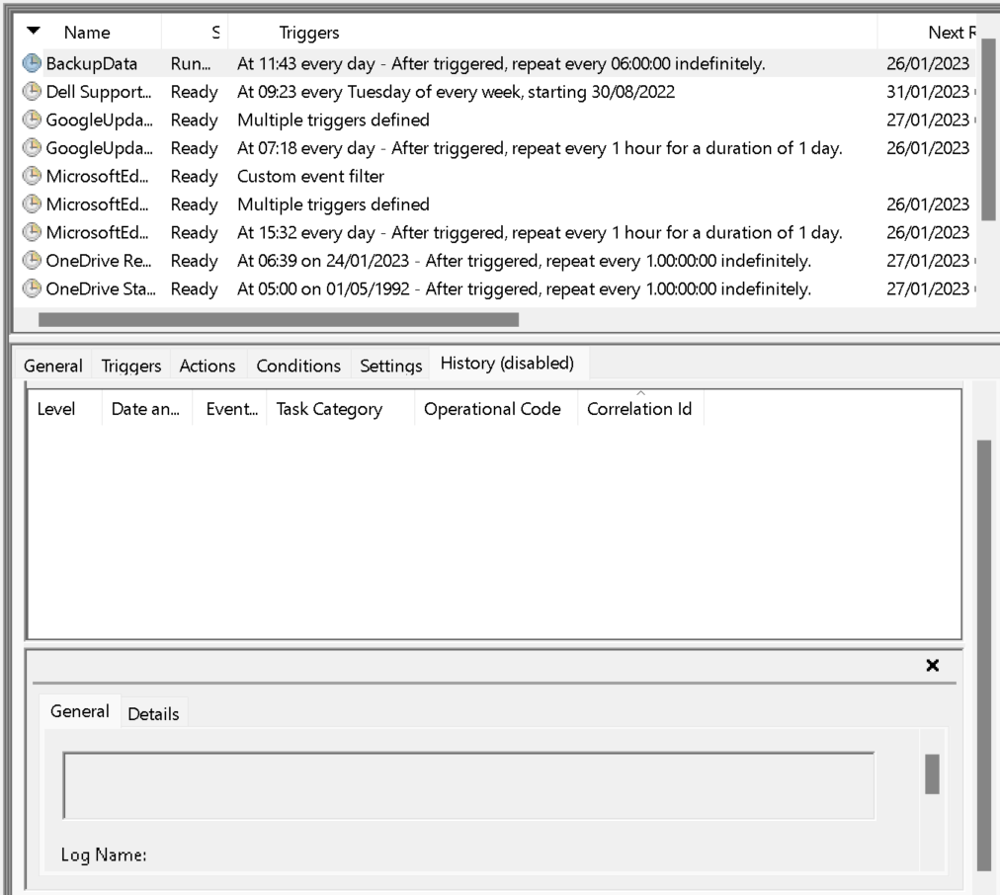 Name S Triggers Next R
BackupData Run... At 11:43 every day - After triggered, repeat every 06:00:00 indefinitely. 26/01/2023
Dell Support... Ready At 09:23 every Tuesday of every week, starting 30/08/2022 31/01/2023
GoogleUpda... Ready Multiple triggers defined 27/01/2023
GoogleUpda... Ready At 07:18 every day - After triggered, repeat every 1 hour for a duration of 1 day. 26/01/2023
MicrosoftEd... Ready Custom event filter
MicrosoftEd... Ready Multiple triggers defined 26/01/2023
MicrosoftEd... Ready At 15:32 every day - After triggered, repeat every 1 hour for a duration of 1 day. 26/01/2023
OneDrive Re... Ready At 06:39 on 24/01/2023 - After triggered, repeat every 1.00:00:00 indefinitely. 27/01/2023
OneDrive Sta... Ready At 05:00 on 01/05/1992 - After triggered, repeat every 1.00:00:00 indefinitely. 27/01/2023
General Triggers Actions Conditions Settings History (disabled)
Level Date an... Event... Task Category Operational Code Correlation Id
General Details
Log Name: